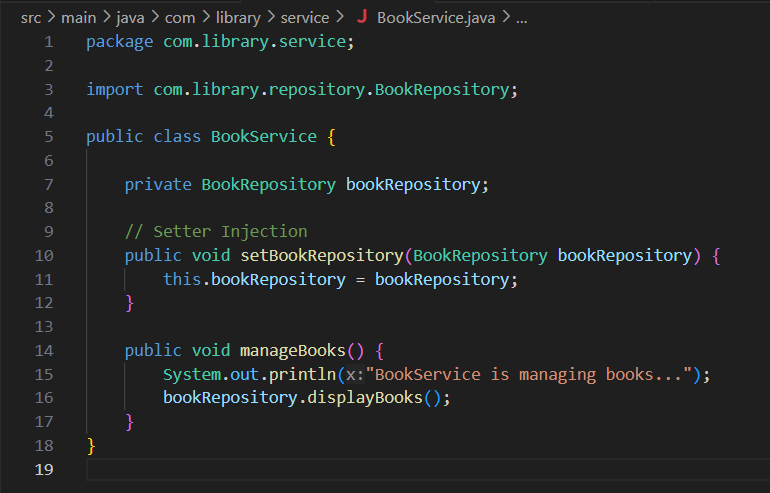 src > main > java > com > library > service > J BookService.java > ...
1 package com.library.service;
2
3 import com.library.repository.BookRepository;
4
5 public class BookService {
6
7     private BookRepository bookRepository;
8
9     // Setter Injection
10     public void setBookRepository(BookRepository bookRepository) {
11         this.bookRepository = bookRepository;
12     }
13
14     public void manageBooks() {
15         System.out.println(x:"BookService is managing books...");
16         bookRepository.displayBooks();
17     }
18 }
19